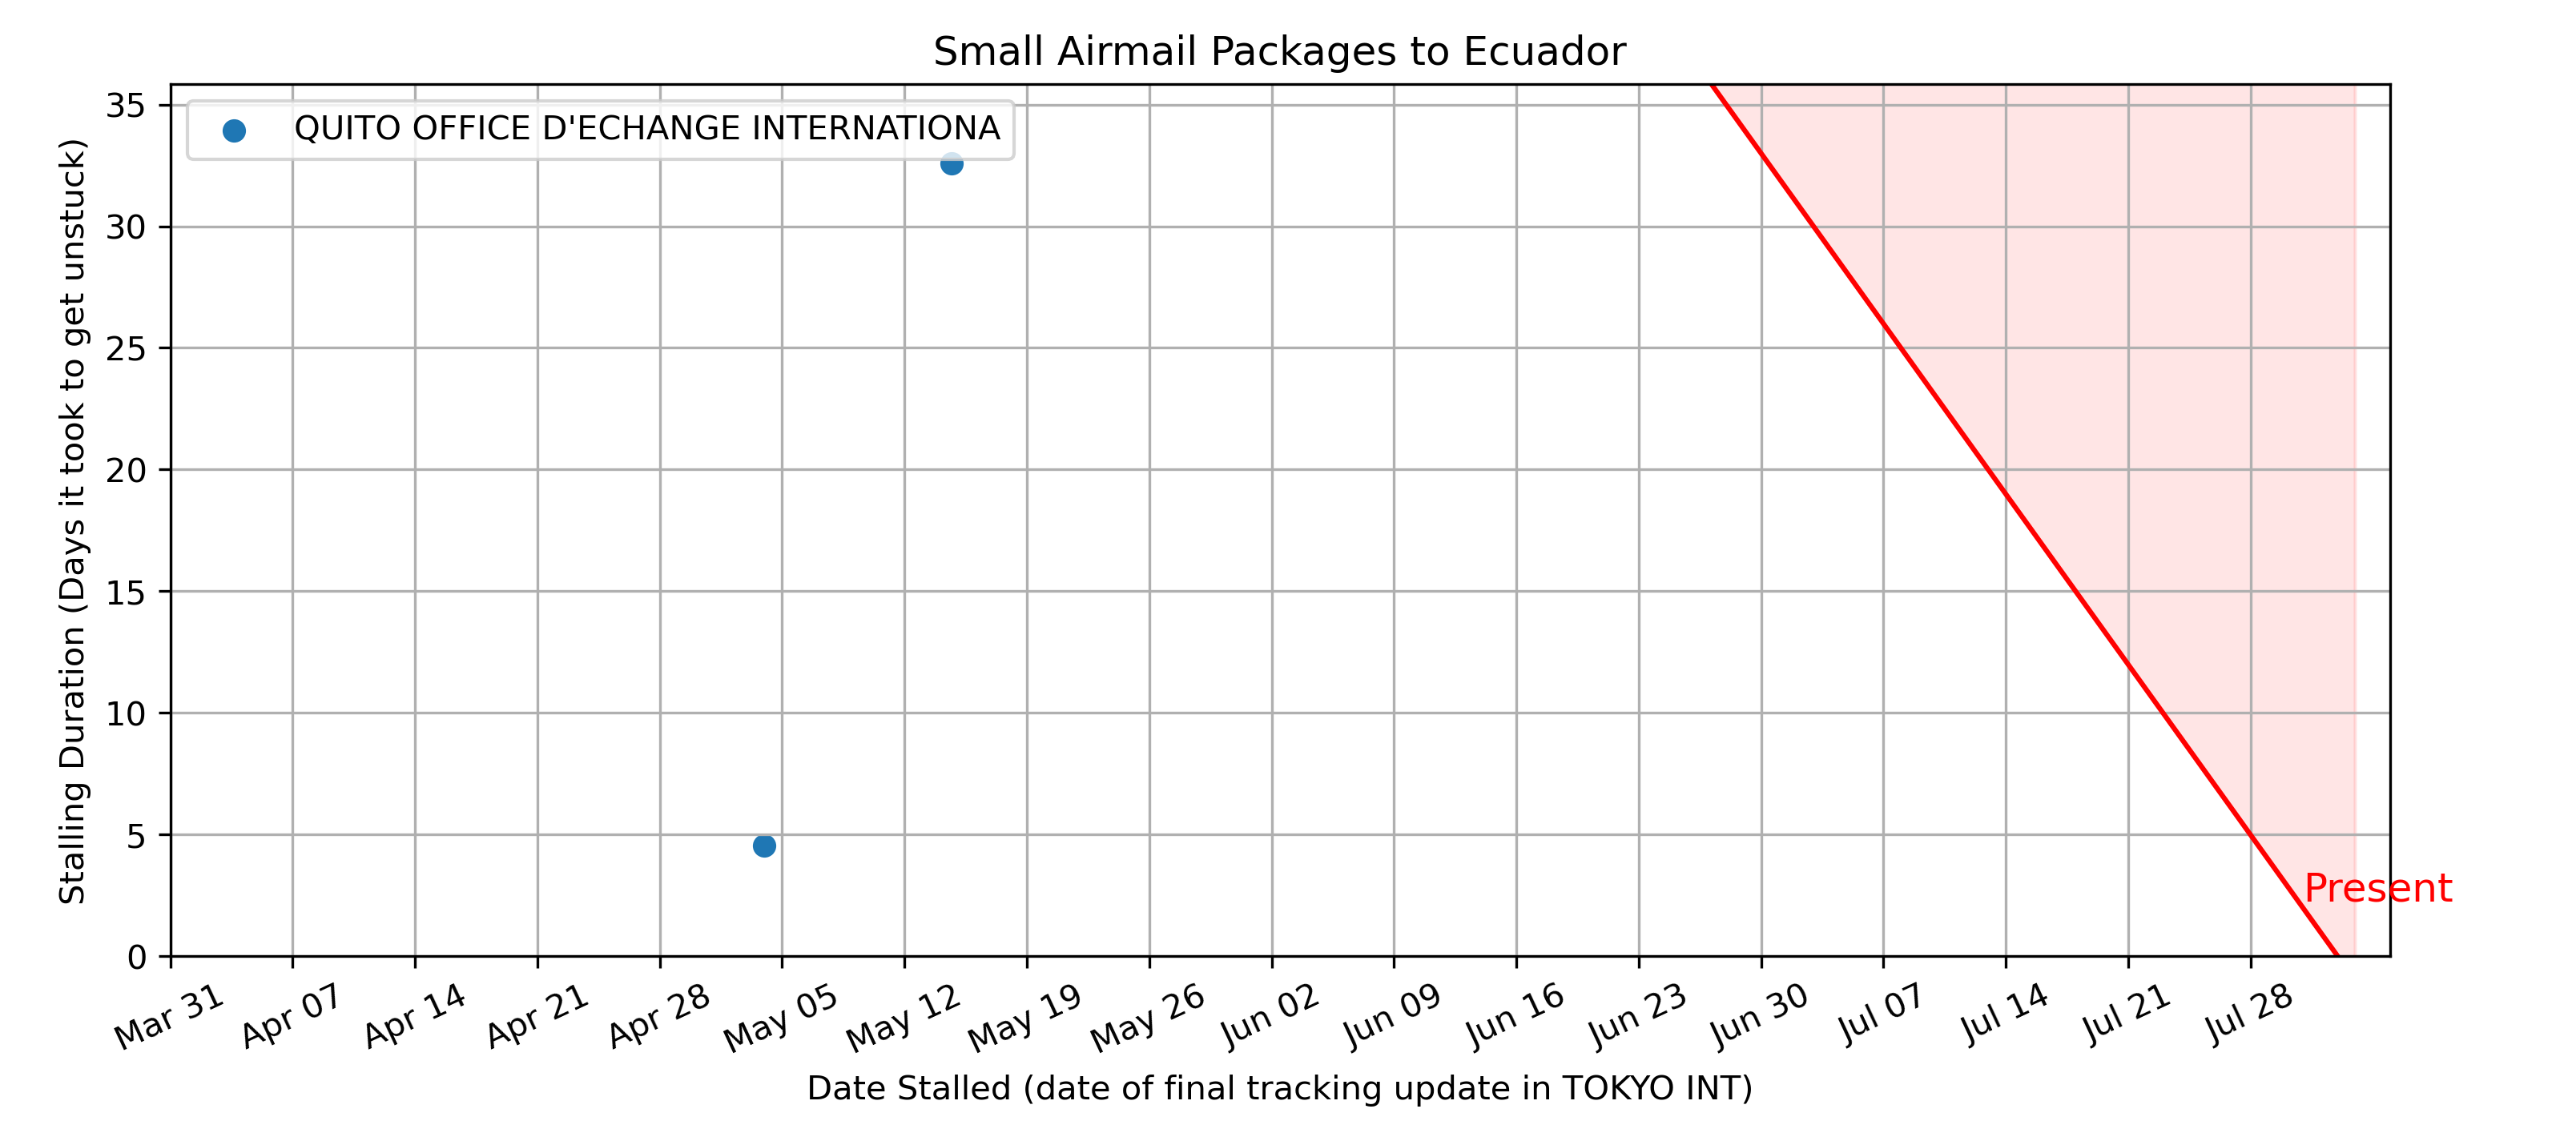 Small Airmail Packages to Ecuador
QUITO OFFICE D'ECHANGE INTERNATIONA
Stalling Duration (Days it took to get unstuck)
35
30
25
20
15
10
5
0
Present
Mar 31 Apr 07 Apr 14 Apr 21 Apr 28 May 05 May 12 May 19 May 26 Jun 02 Jun 09 Jun 16 Jun 23 Jun 30 Jul 07 Jul 14 Jul 21 Jul 28
Date Stalled (date of final tracking update in TOKYO INT)